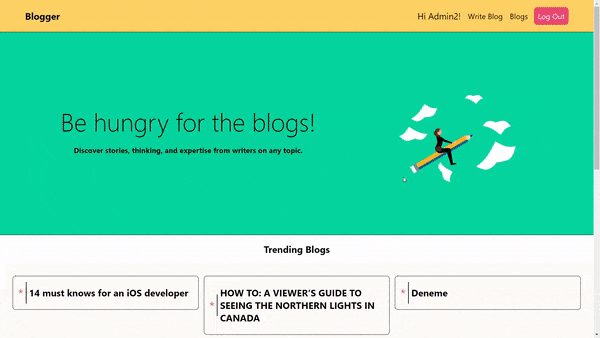 Blogger
Hi Admin2! Write Blog Blogs Log Out
Be hungry for the blogs!
Discover stories, thinking, and expertise from writers on any topic.
Trending Blogs
* 14 must knows for an iOS developer
* HOW TO: A VIEWER'S GUIDE TO
SEEING THE NORTHERN LIGHTS IN
CANADA
* Deneme